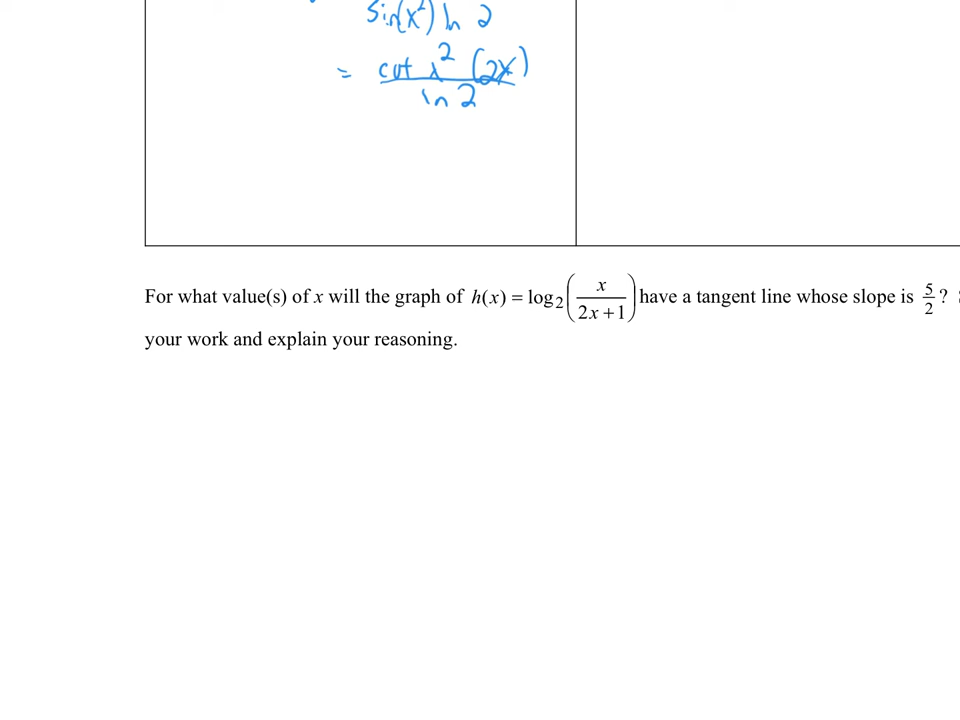 sin(x²) ln 2
= cot x² (2x)
ln 2
For what value(s) of x will the graph of h(x) = log₂(x / (2x + 1)) have a tangent line whose slope is 5/2 ?
your work and explain your reasoning.